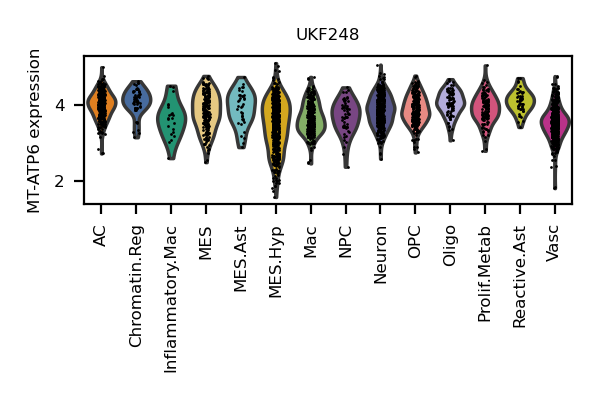 UKF248
MT-ATP6 expression
4
2
AC
Chromatin.Reg
Inflammatory.Mac
MES
MES.Ast
MES.Hyp
Mac
NPC
Neuron
OPC
Oligo
Prolif.Metab
Reactive.Ast
Vasc